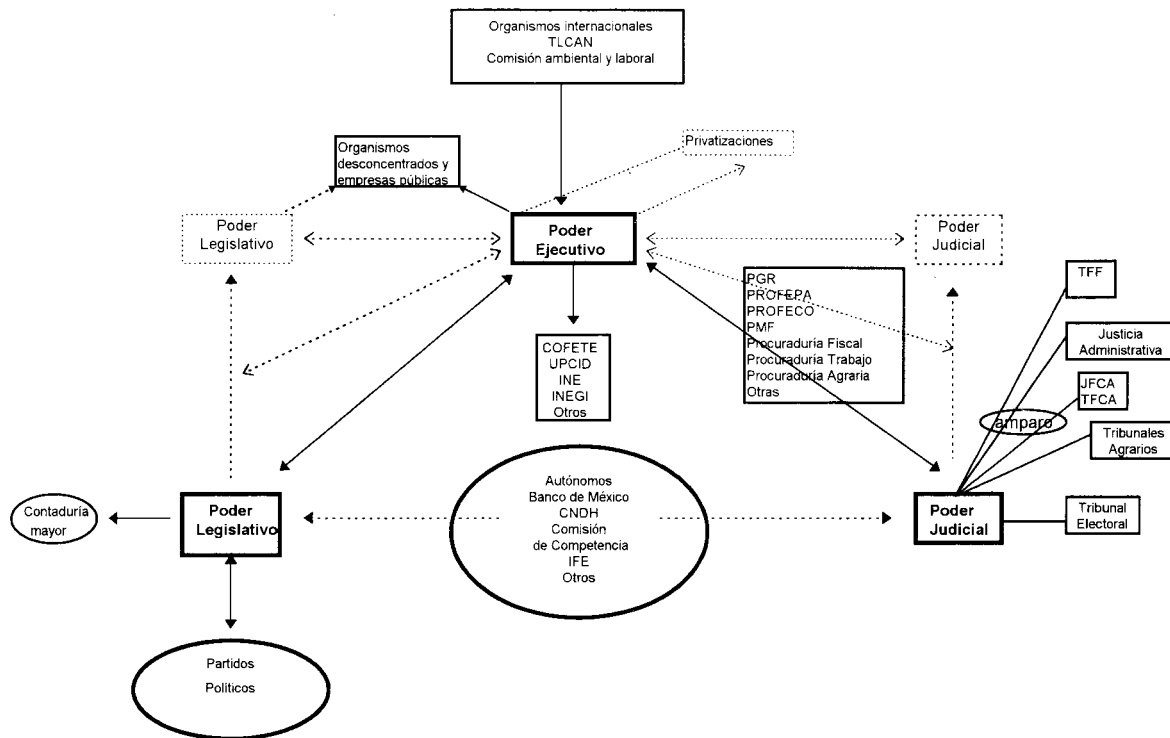 Organismos internacionales
TLCAN
Comisión ambiental y laboral
Privatizaciones
Organismos
desconcentrados y
empresas públicas
Poder
Legislativo
Poder
Ejecutivo
Poder
Judicial
TFF
PGR
PROFEPA
PROFECO
PMF
Procuraduría Fiscal
Procuraduría Trabajo
Procuraduría Agraria
Otras
Justicia
Administrativa
COFETE
UPCID
INE
INEGI
Otros
JFCA
TFCA
amparo
Tribunales
Agrarios
Autónomos
Banco de México
CNDH
Comisión
de Competencia
IFE
Otros
Contaduría
mayor
Poder
Legislativo
Poder
Judicial
Tribunal
Electoral
Partidos
Políticos